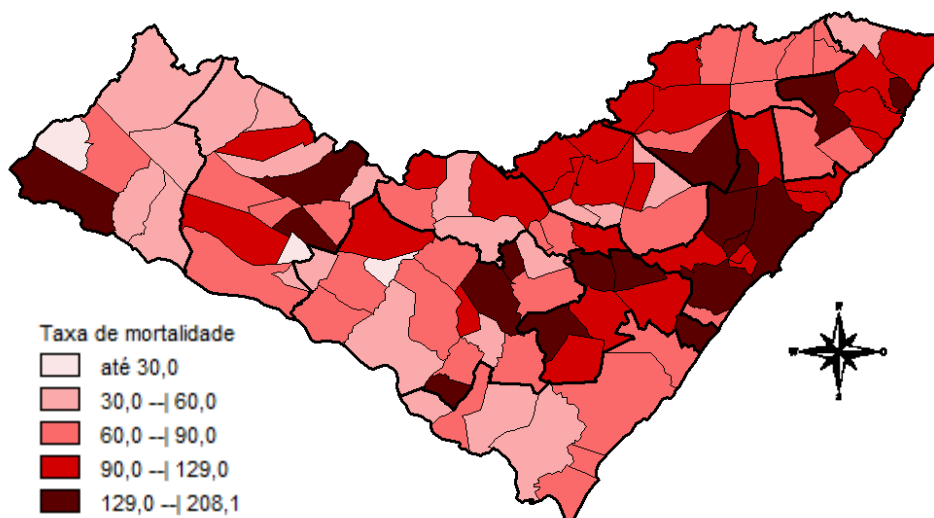 Taxa de mortalidade
até 30,0
30,0 --| 60,0
60,0 --| 90,0
90,0 --| 129,0
129,0 --| 208,1